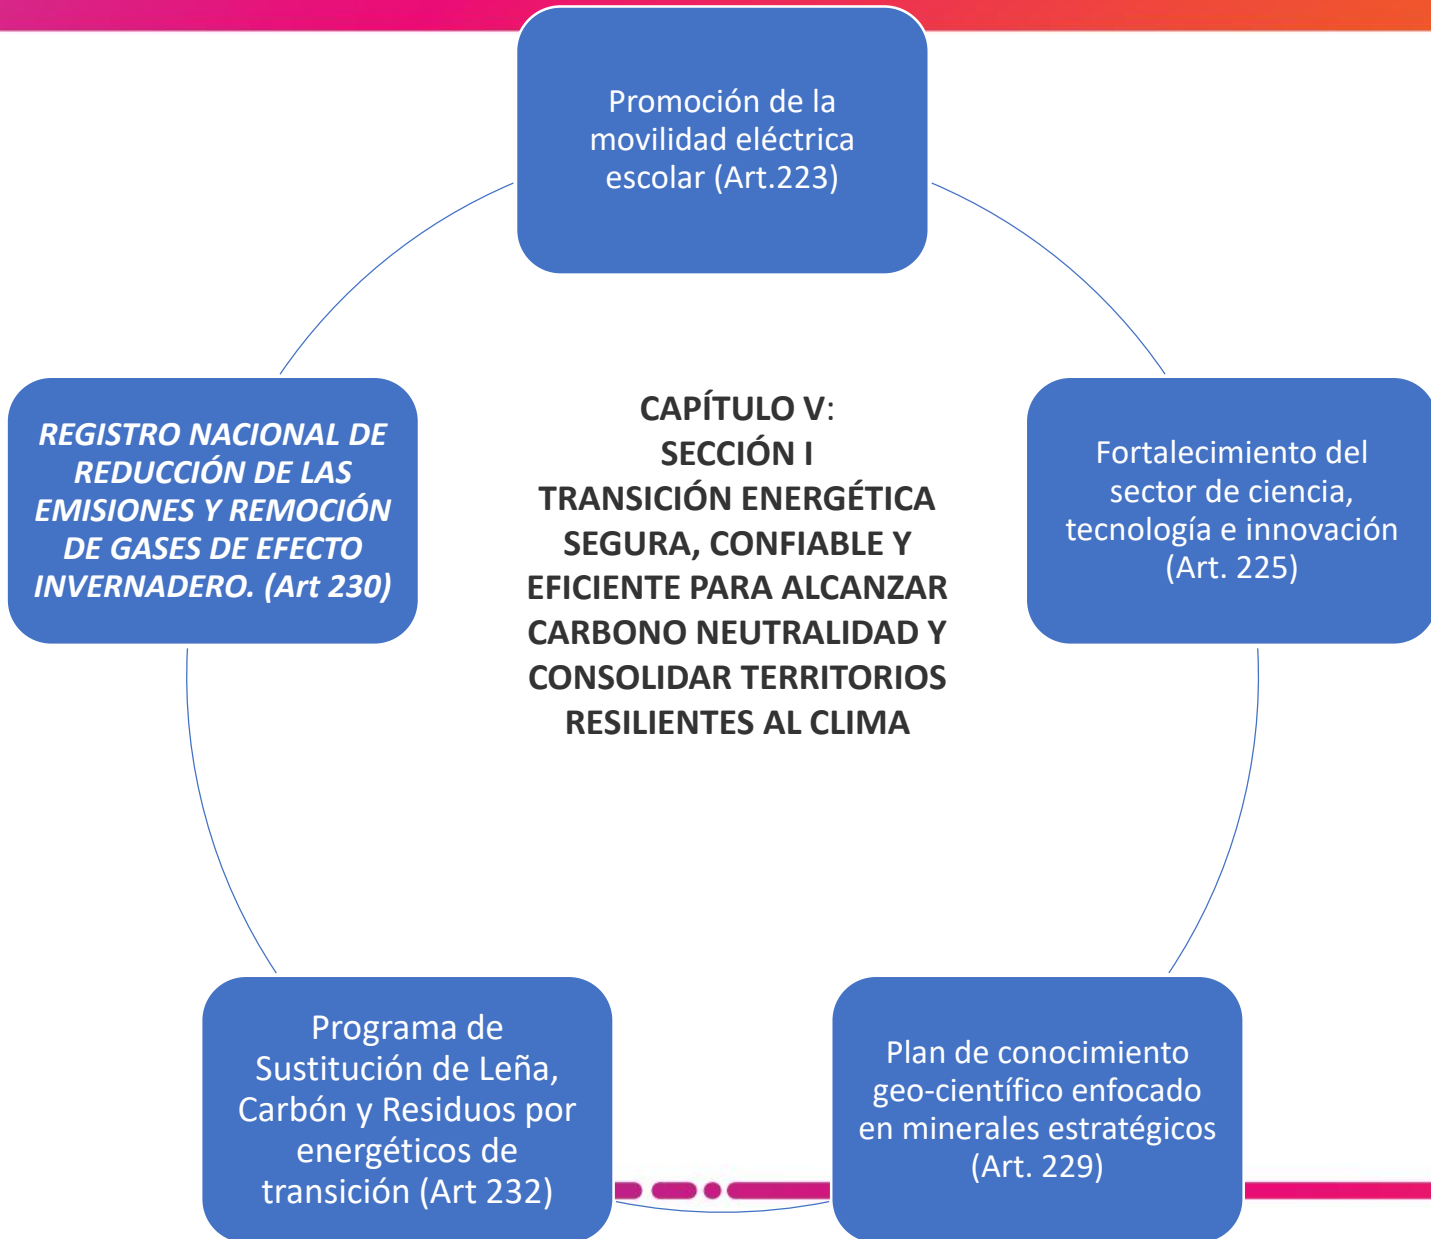 Promoción de la
movilidad eléctrica
escolar (Art.223)
REGISTRO NACIONAL DE
REDUCCIÓN DE LAS
EMISIONES Y REMOCIÓN
DE GASES DE EFECTO
INVERNADERO. (Art 230)
CAPÍTULO V:
SECCIÓN I
TRANSICIÓN ENERGÉTICA
SEGURA, CONFIABLE Y
EFICIENTE PARA ALCANZAR
CARBONO NEUTRALIDAD Y
CONSOLIDAR TERRITORIOS
RESILIENTES AL CLIMA
Fortalecimiento del
sector de ciencia,
tecnología e innovación
(Art. 225)
Programa de
Sustitución de Leña,
Carbón y Residuos por
energéticos de
transición (Art 232)
Plan de conocimiento
geo-científico enfocado
en minerales estratégicos
(Art. 229)